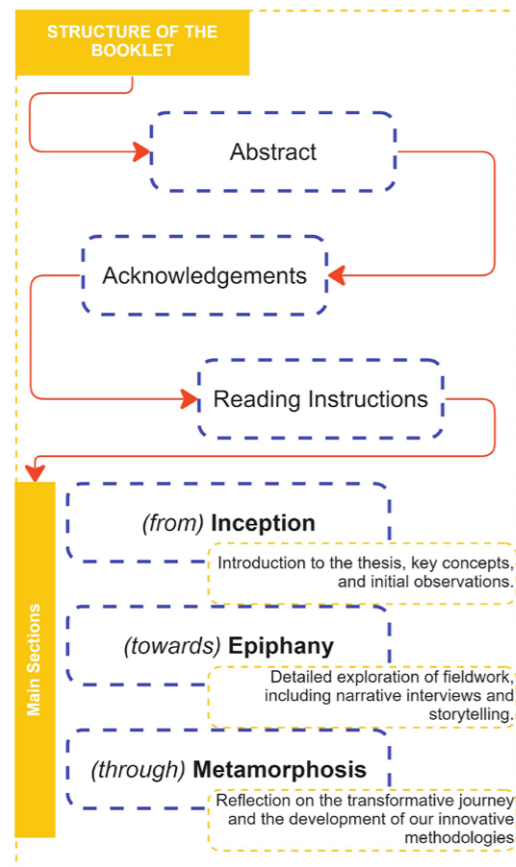 STRUCTURE OF THE
BOOKLET
Abstract
Acknowledgements
Reading Instructions
Main Sections
(from) Inception
Introduction to the thesis, key concepts,
and initial observations.
(towards) Epiphany
Detailed exploration of fieldwork,
including narrative interviews and
storytelling.
(through) Metamorphosis
Reflection on the transformative journey
and the development of our innovative
methodologies